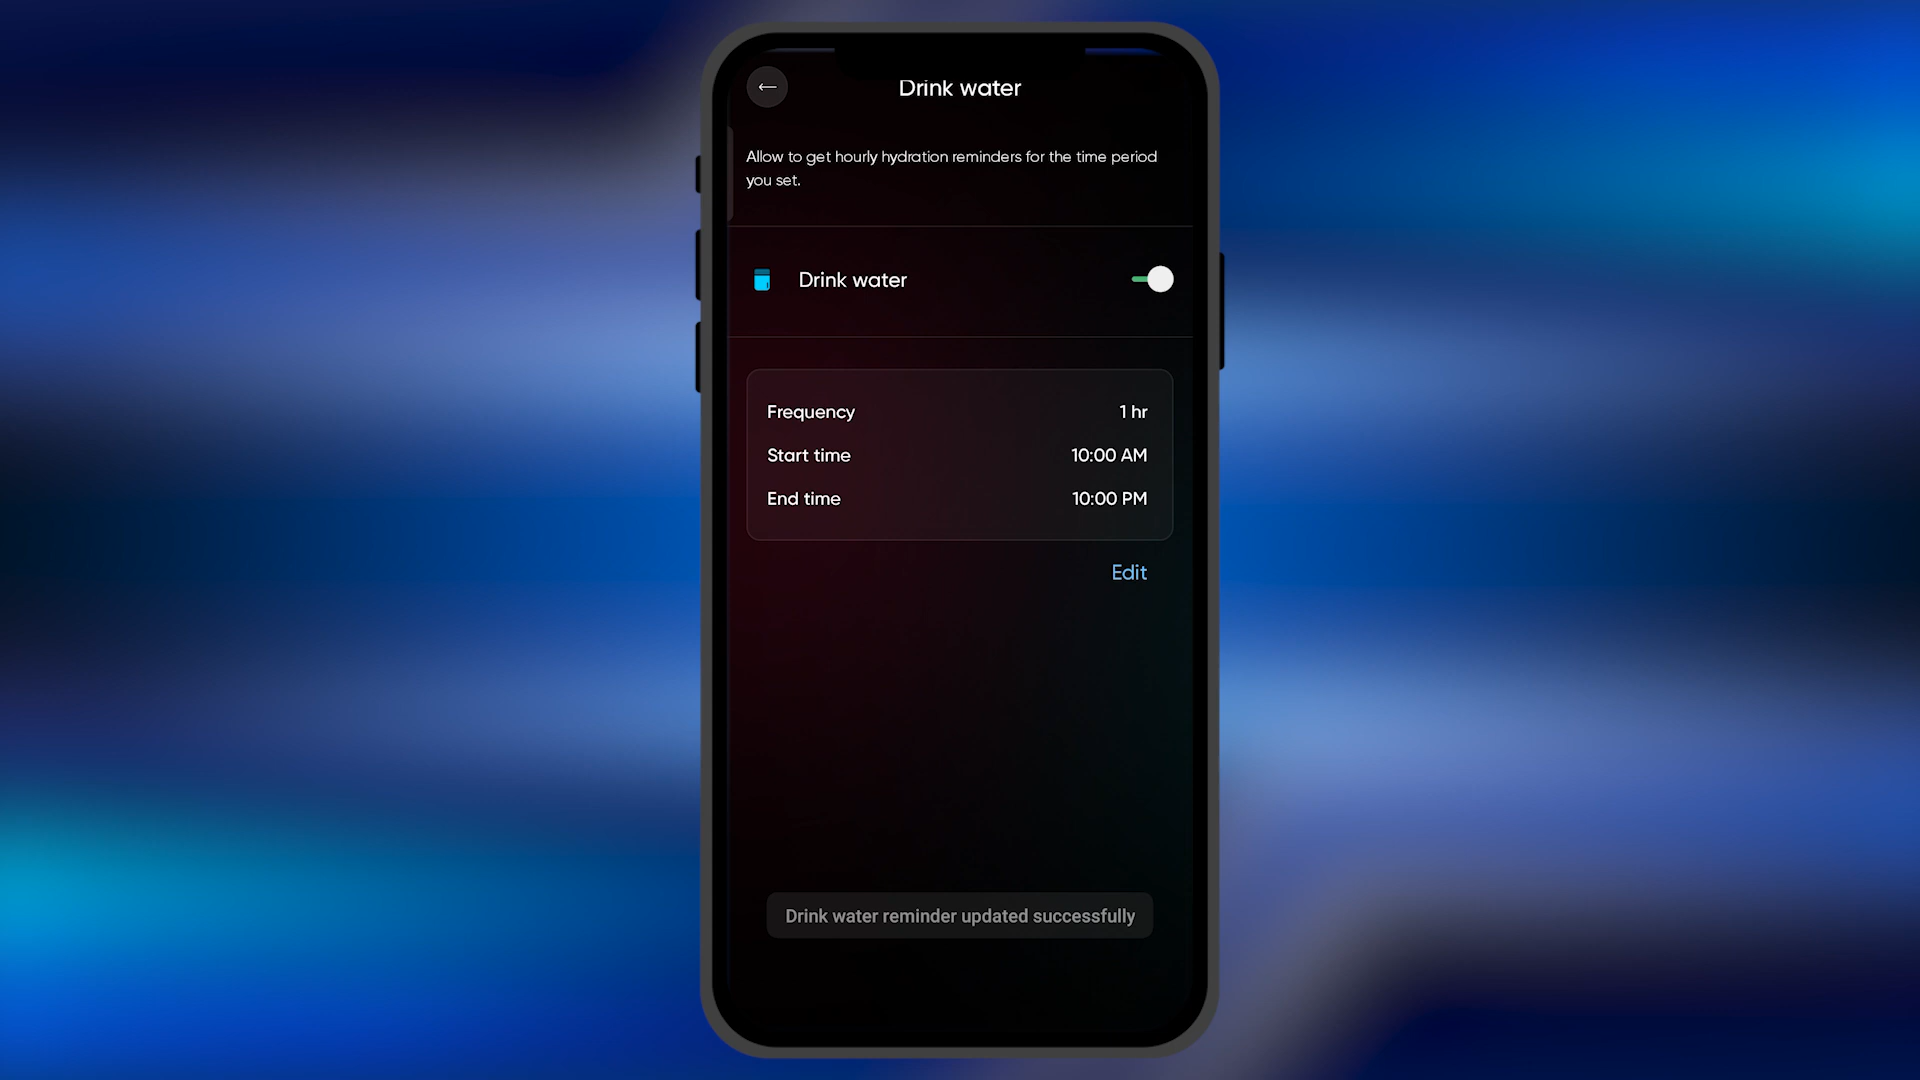 Drink water
Allow to get hourly hydration reminders for the time period
you set.
Drink water
Frequency 1 hr
Start time 10:00 AM
End time 10:00 PM
Edit
Drink water reminder updated successfully